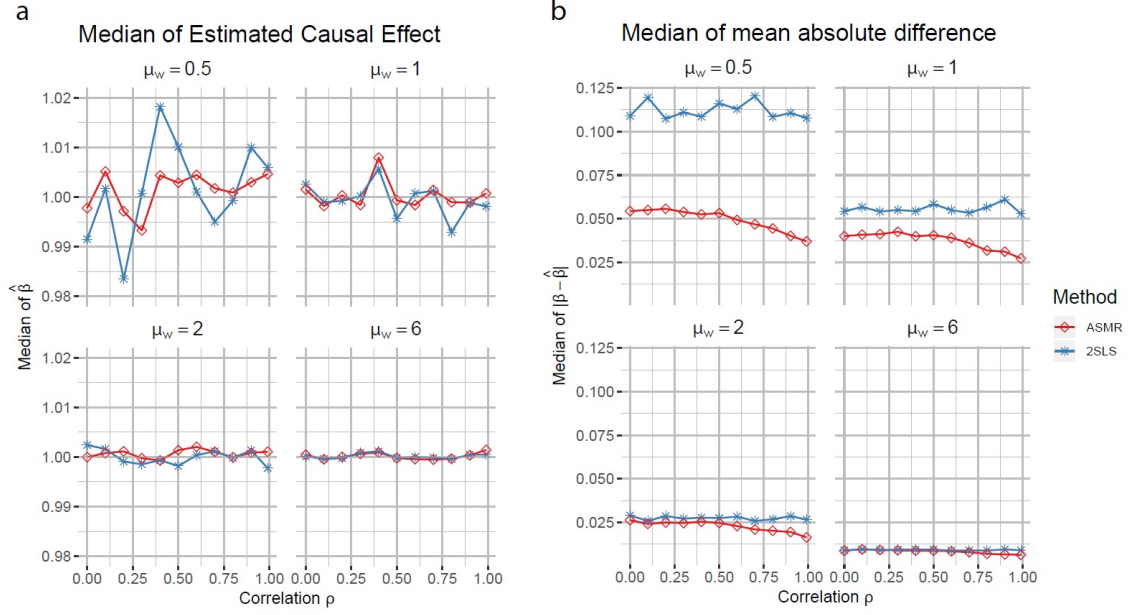 a
Median of Estimated Causal Effect
μw = 0.5
μw = 1
1.02
1.01
1.00
0.99
0.98
μw = 2
μw = 6
1.02
1.01
1.00
0.99
0.98
Median of β̂
0.00 0.25 0.50 0.75 1.00
0.00 0.25 0.50 0.75 1.00
Correlation ρ
b
Median of mean absolute difference
μw = 0.5
μw = 1
0.125
0.100
0.075
0.050
0.025
μw = 2
μw = 6
0.125
0.100
0.075
0.050
0.025
Median of |β − β̂|
0.00 0.25 0.50 0.75 1.00
0.00 0.25 0.50 0.75 1.00
Correlation ρ
Method
ASMR
2SLS